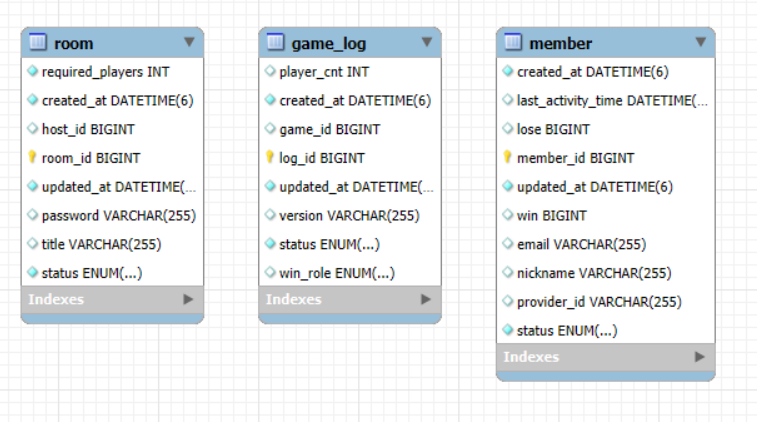 room
required_players INT
created_at DATETIME(6)
host_id BIGINT
room_id BIGINT
updated_at DATETIME(...
password VARCHAR(255)
title VARCHAR(255)
status ENUM(...)
Indexes
game_log
player_cnt INT
created_at DATETIME(6)
game_id BIGINT
log_id BIGINT
updated_at DATETIME(...
version VARCHAR(255)
status ENUM(...)
win_role ENUM(...)
Indexes
member
created_at DATETIME(6)
last_activity_time DATETIME(...
lose BIGINT
member_id BIGINT
updated_at DATETIME(6)
win BIGINT
email VARCHAR(255)
nickname VARCHAR(255)
provider_id VARCHAR(255)
status ENUM(...)
Indexes